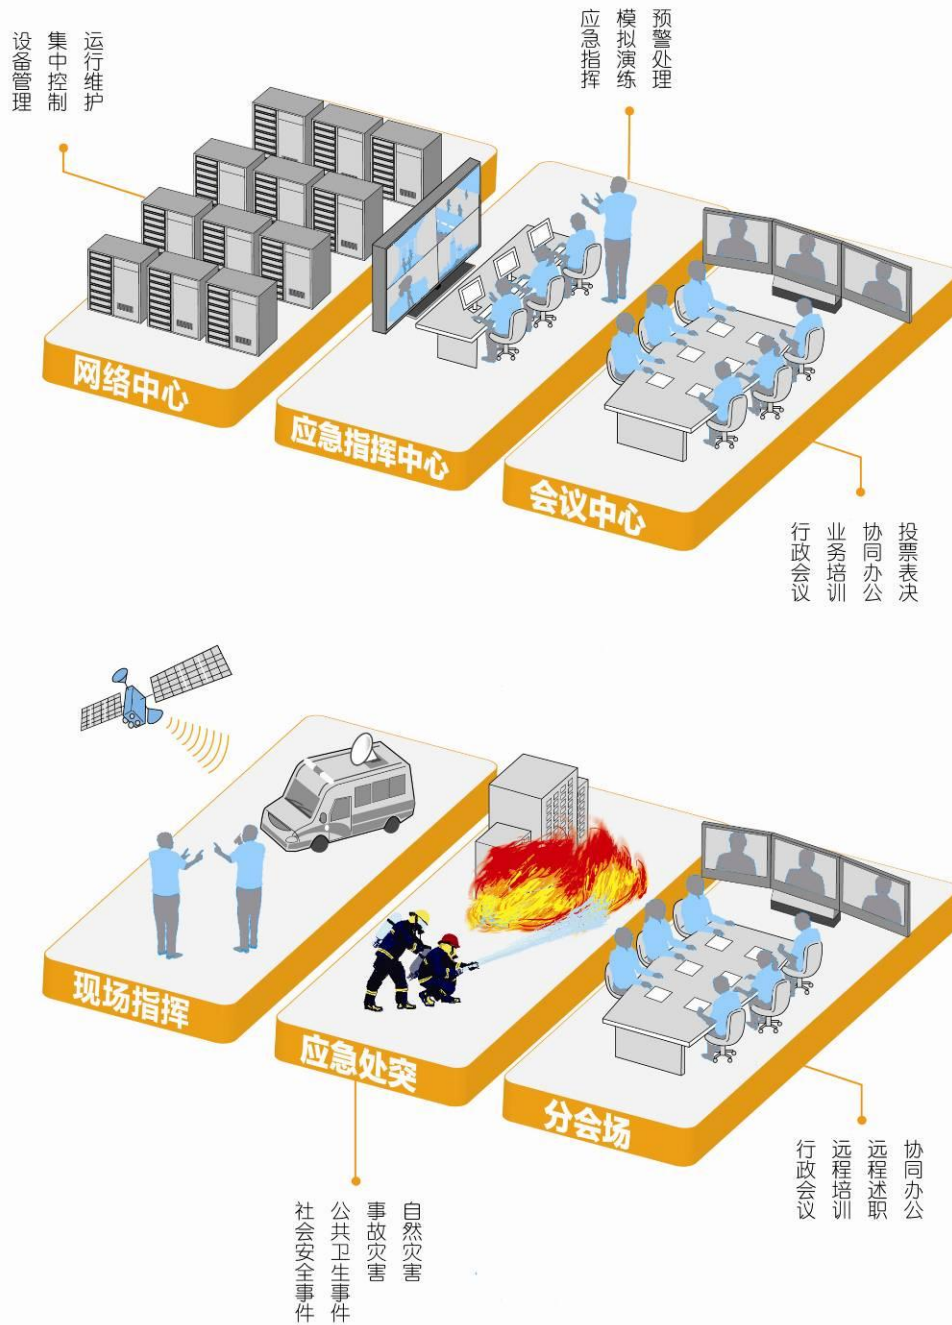 运行维护
集中控制
设备管理
预警处理
模拟演练
应急指挥
网络中心
应急指挥中心
会议中心
投票表决
协同办公
业务培训
行政会议
现场指挥
应急处突
分会场
协同办公
远程述职
远程培训
行政会议
自然灾害
事故灾害
公共卫生事件
社会安全事件